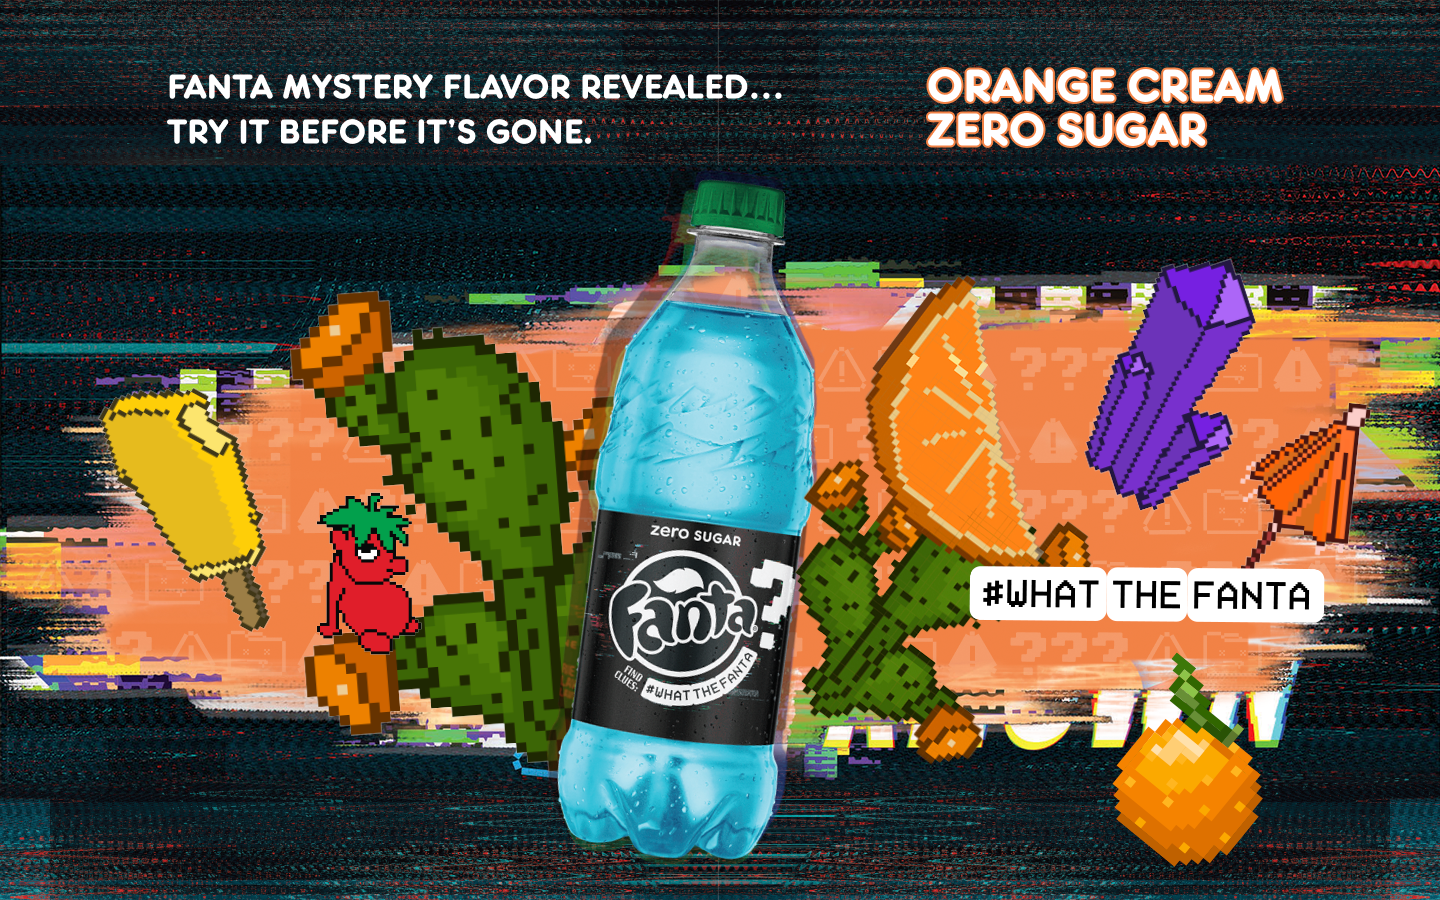 FANTA MYSTERY FLAVOR REVEALED...
TRY IT BEFORE IT'S GONE.
ORANGE CREAM
ZERO SUGAR
zero SUGAR
Fanta
?
FIND
CLUES:
#WHAT THE FANTA
#WHAT THE FANTA